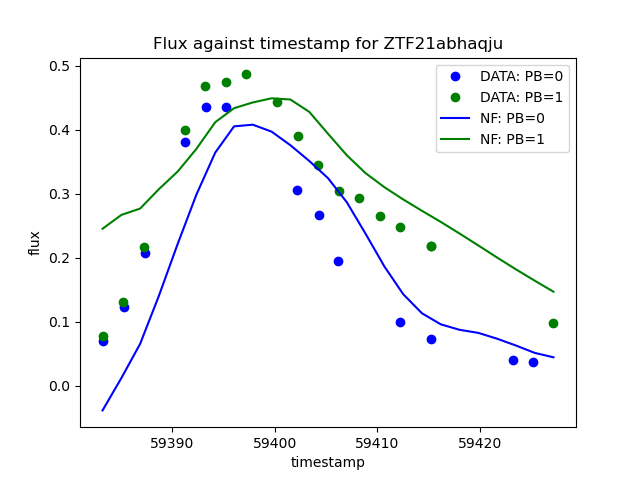 Flux against timestamp for ZTF21abhaqju
DATA: PB=0
DATA: PB=1
NF: PB=0
NF: PB=1
0.5
0.4
0.3
0.2
0.1
0.0
flux
59390
59400
59410
59420
timestamp